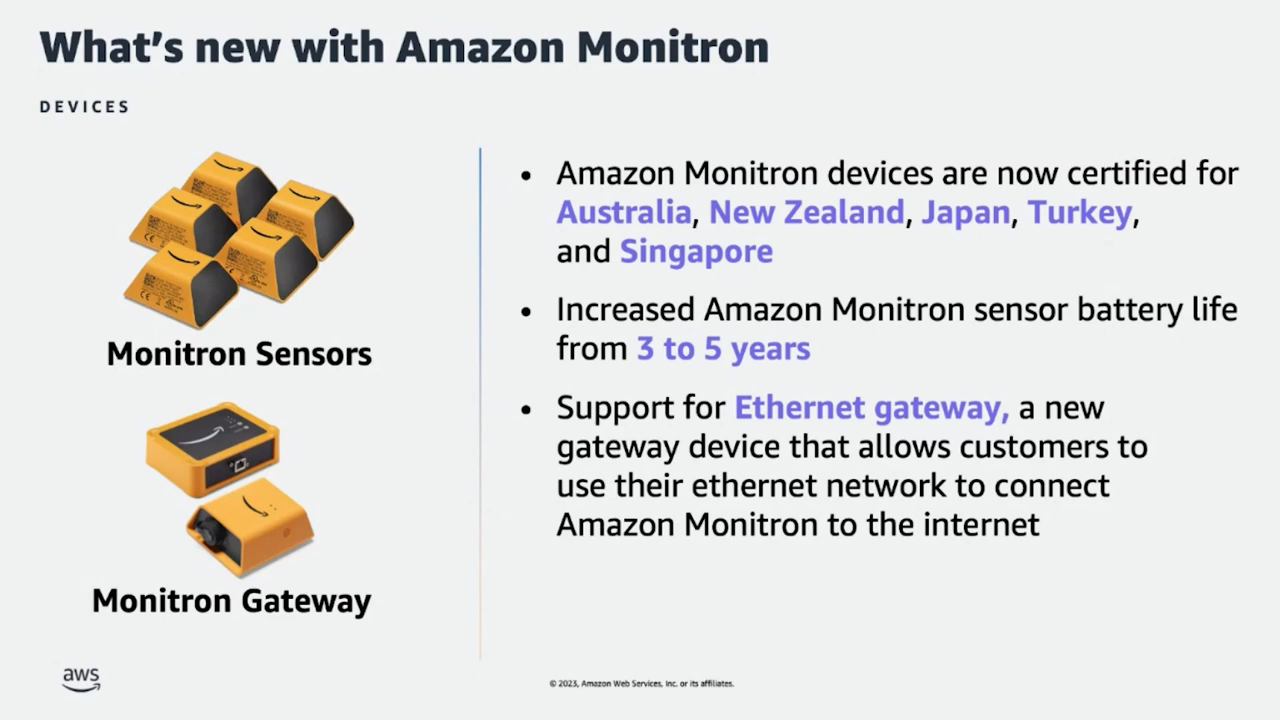 What's new with Amazon Monitron
DEVICES
Monitron Sensors
Monitron Gateway
• Amazon Monitron devices are now certified for
Australia, New Zealand, Japan, Turkey,
and Singapore
• Increased Amazon Monitron sensor battery life
from 3 to 5 years
• Support for Ethernet gateway, a new
gateway device that allows customers to
use their ethernet network to connect
Amazon Monitron to the internet
aws
© 2023, Amazon Web Services, Inc. or its affiliates.